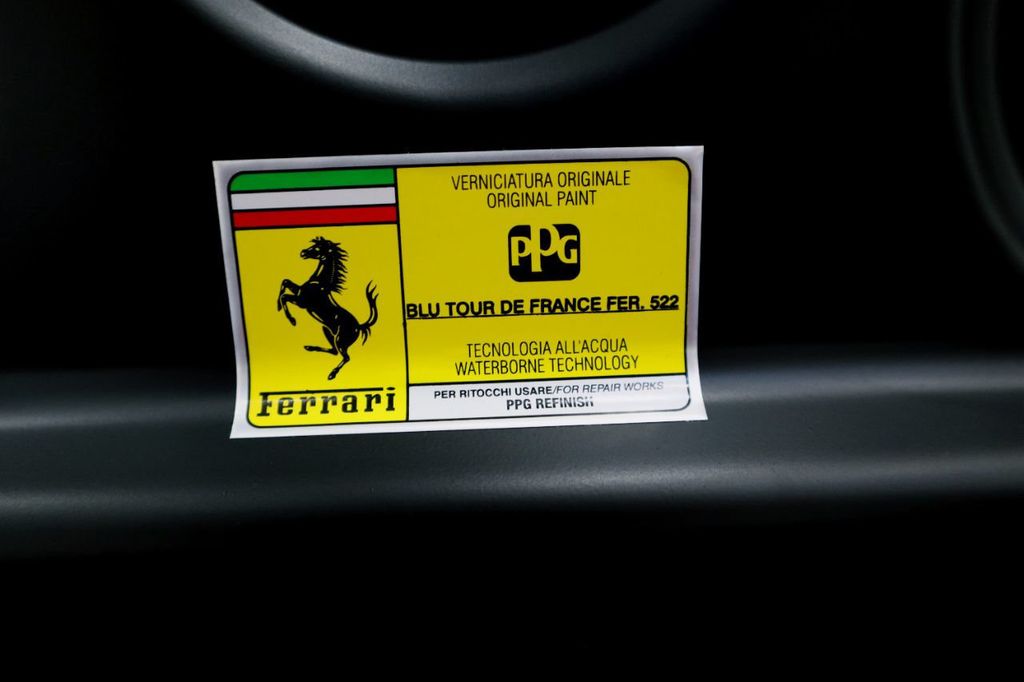 VERNICIATURA ORIGINALE
ORIGINAL PAINT
PPG
BLU TOUR DE FRANCE FER. 522
TECNOLOGIA ALL'ACQUA
WATERBORNE TECHNOLOGY
PER RITOCCHI USARE/FOR REPAIR WORKS
PPG REFINISH
Ferrari